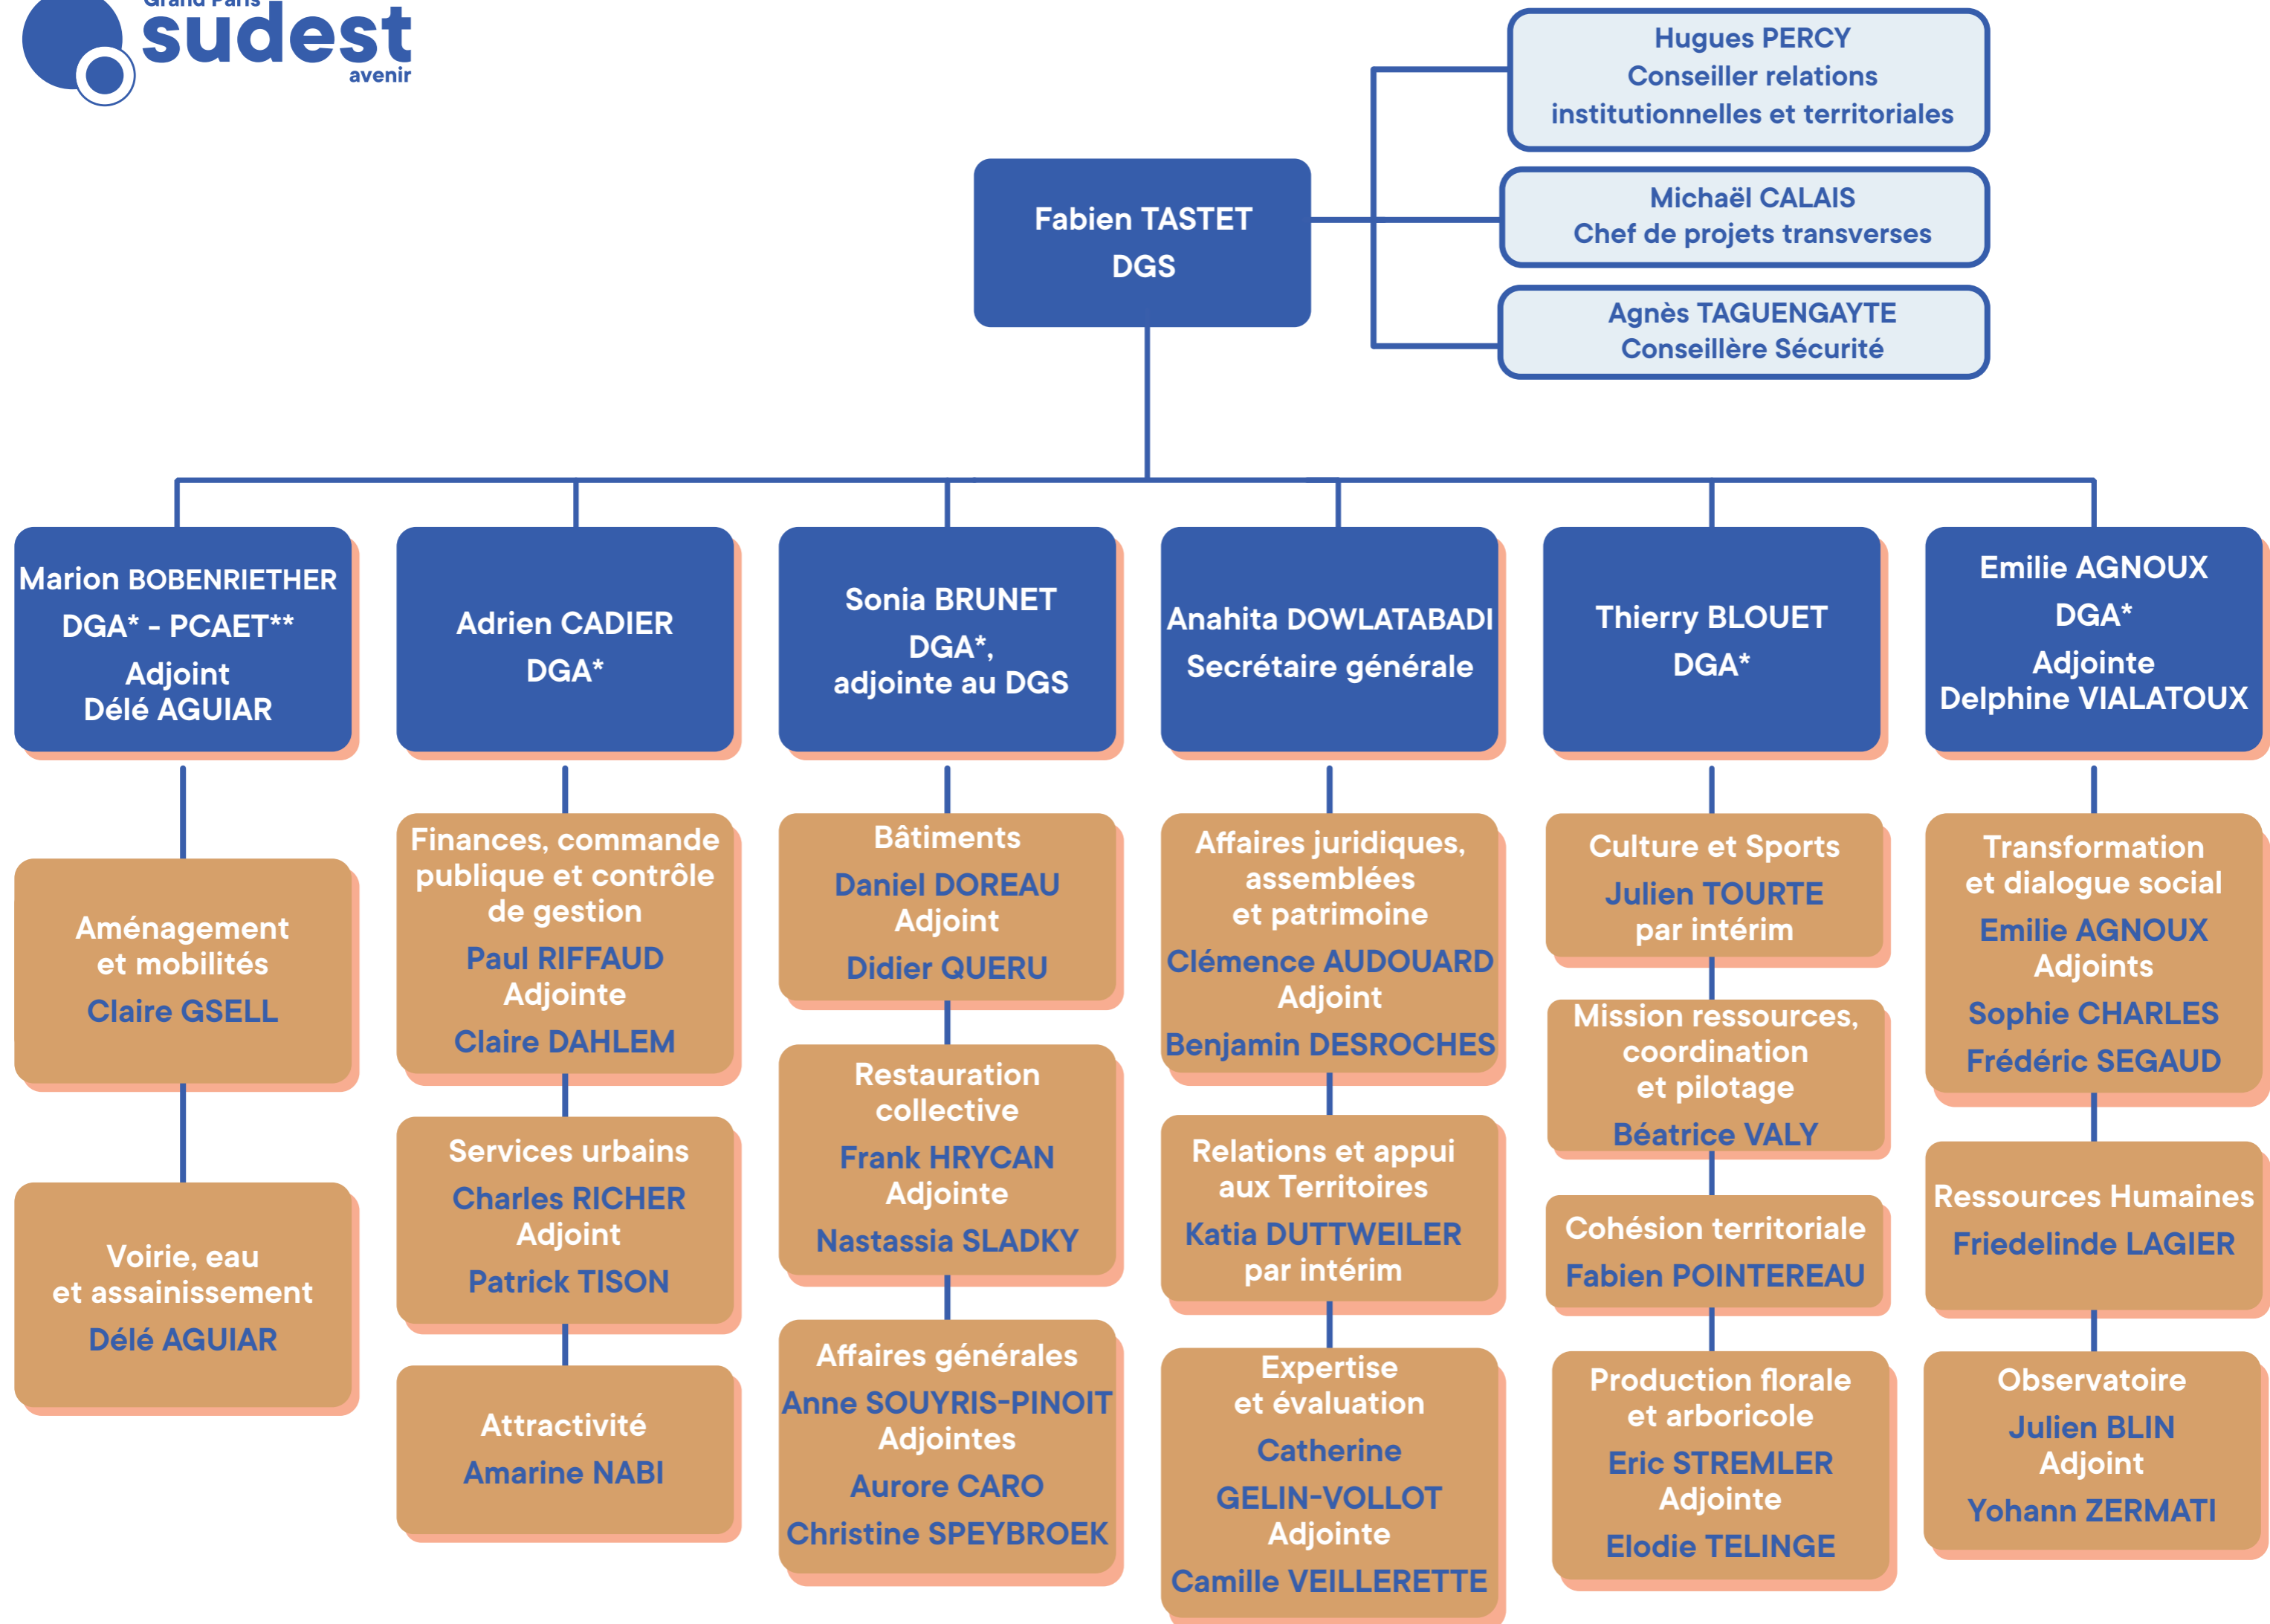 Grand Paris
sudest
avenir
Hugues PERCY
Conseiller relations
institutionnelles et territoriales
Michaël CALAIS
Chef de projets transverses
Agnès TAGUENGAYTE
Conseillère Sécurité
Fabien TASTET
DGS
Marion BOBENRIETHER
DGA* - PCAET**
Adjoint
Délé AGUIAR
Adrien CADIER
DGA*
Sonia BRUNET
DGA*,
adjointe au DGS
Anahita DOWLATABADI
Secrétaire générale
Thierry BLOUET
DGA*
Emilie AGNOUX
DGA*
Adjointe
Delphine VIALATOUX
Aménagement
et mobilités
Claire GSELL
Voirie, eau
et assainissement
Délé AGUIAR
Finances, commande
publique et contrôle
de gestion
Paul RIFFAUD
Adjointe
Claire DAHLEM
Services urbains
Charles RICHER
Adjoint
Patrick TISON
Attractivité
Amarine NABI
Bâtiments
Daniel DOREAU
Adjoint
Didier QUERU
Restauration
collective
Frank HRYCAN
Adjointe
Nastassia SLADKY
Affaires générales
Anne SOUYRIS-PINOIT
Adjointes
Aurore CARO
Christine SPEYBROEK
Affaires juridiques,
assemblées
et patrimoine
Clémence AUDOUARD
Adjoint
Benjamin DESROCHES
Relations et appui
aux Territoires
Katia DUTTWEILER
par intérim
Expertise
et évaluation
Catherine
GELIN-VOLLOT
Adjointe
Camille VEILLERETTE
Culture et Sports
Julien TOURTE
par intérim
Mission ressources,
coordination
et pilotage
Béatrice VALY
Cohésion territoriale
Fabien POINTEREAU
Production florale
et arboricole
Eric STREMLER
Adjointe
Elodie TELINGE
Transformation
et dialogue social
Emilie AGNOUX
Adjoints
Sophie CHARLES
Frédéric SEGAUD
Ressources Humaines
Friedelinde LAGIER
Observatoire
Julien BLIN
Adjoint
Yohann ZERMATI